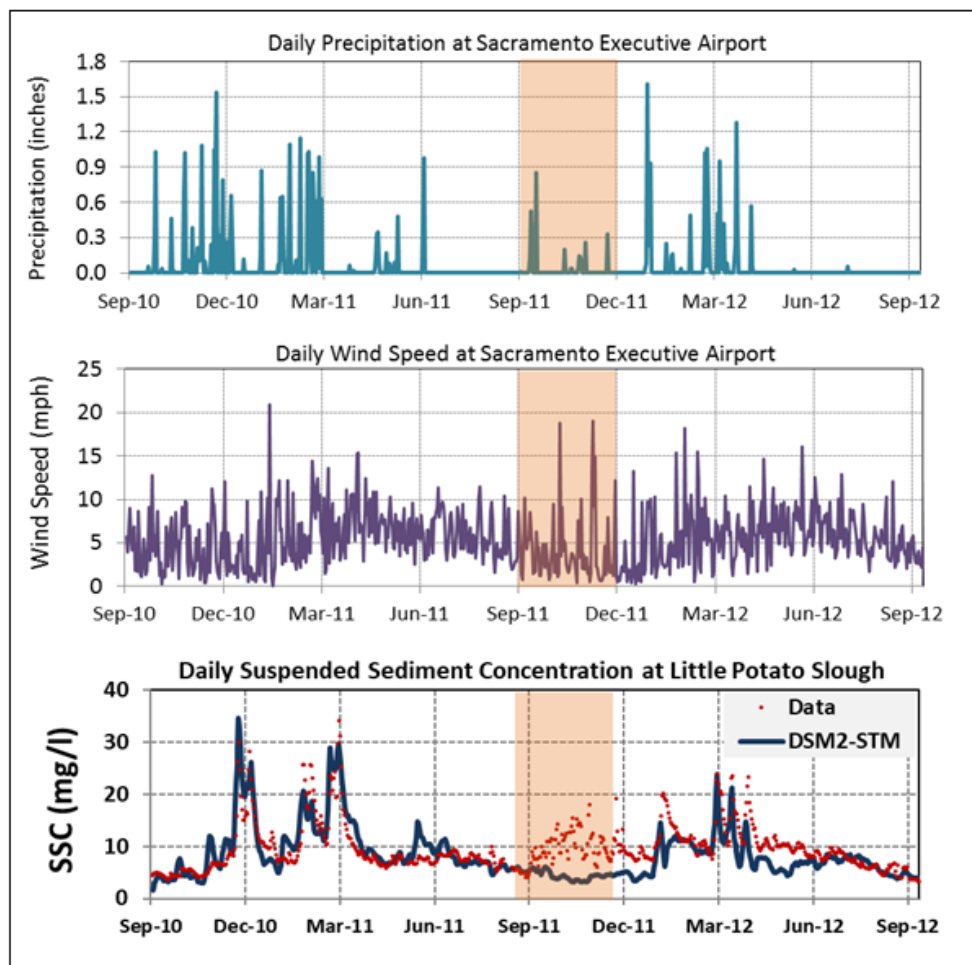 Daily Precipitation at Sacramento Executive Airport
Precipitation (inches)
1.8
1.5
1.2
0.9
0.6
0.3
0.0
Sep-10 Dec-10 Mar-11 Jun-11 Sep-11 Dec-11 Mar-12 Jun-12 Sep-12
Daily Wind Speed at Sacramento Executive Airport
Wind Speed (mph)
25
20
15
10
5
0
Sep-10 Dec-10 Mar-11 Jun-11 Sep-11 Dec-11 Mar-12 Jun-12 Sep-12
Daily Suspended Sediment Concentration at Little Potato Slough
SSC (mg/l)
40
30
20
10
0
Data
DSM2-STM
Sep-10 Dec-10 Mar-11 Jun-11 Sep-11 Dec-11 Mar-12 Jun-12 Sep-12